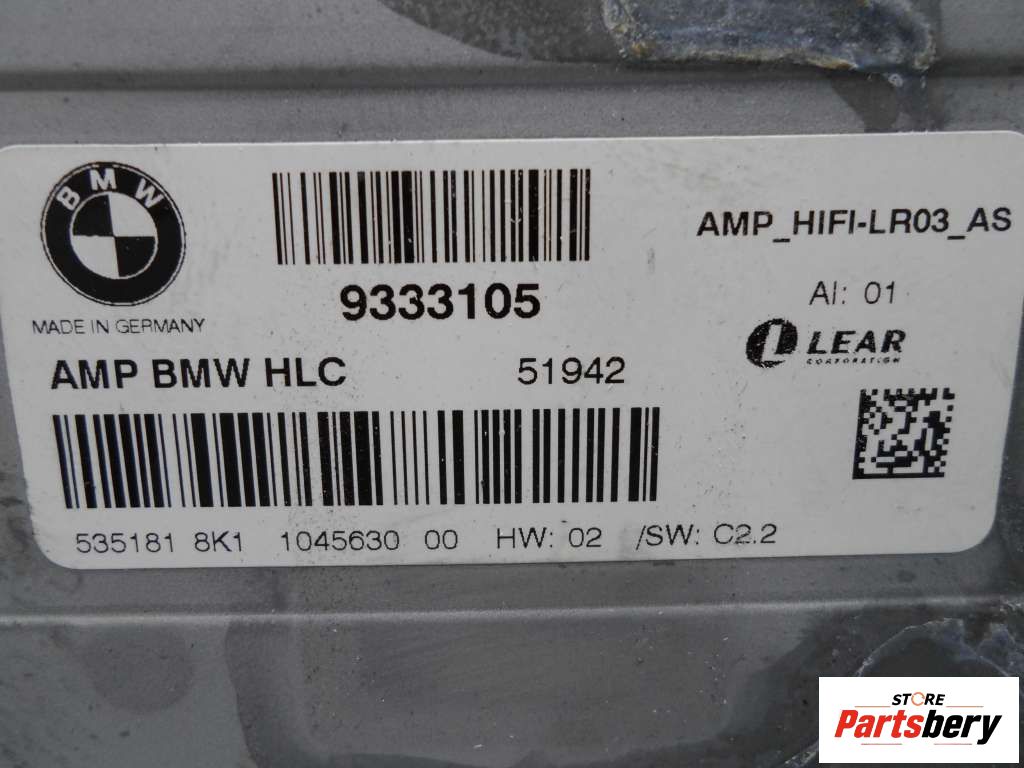 BMW
MADE IN GERMANY
9333105
AMP_HIFI-LR03_AS
AI: 01
LEAR
CORPORATION
AMP BMW HLC 51942
535181 8K1 1045630 00 HW: 02 /SW: C2.2
STORE
Partsbery